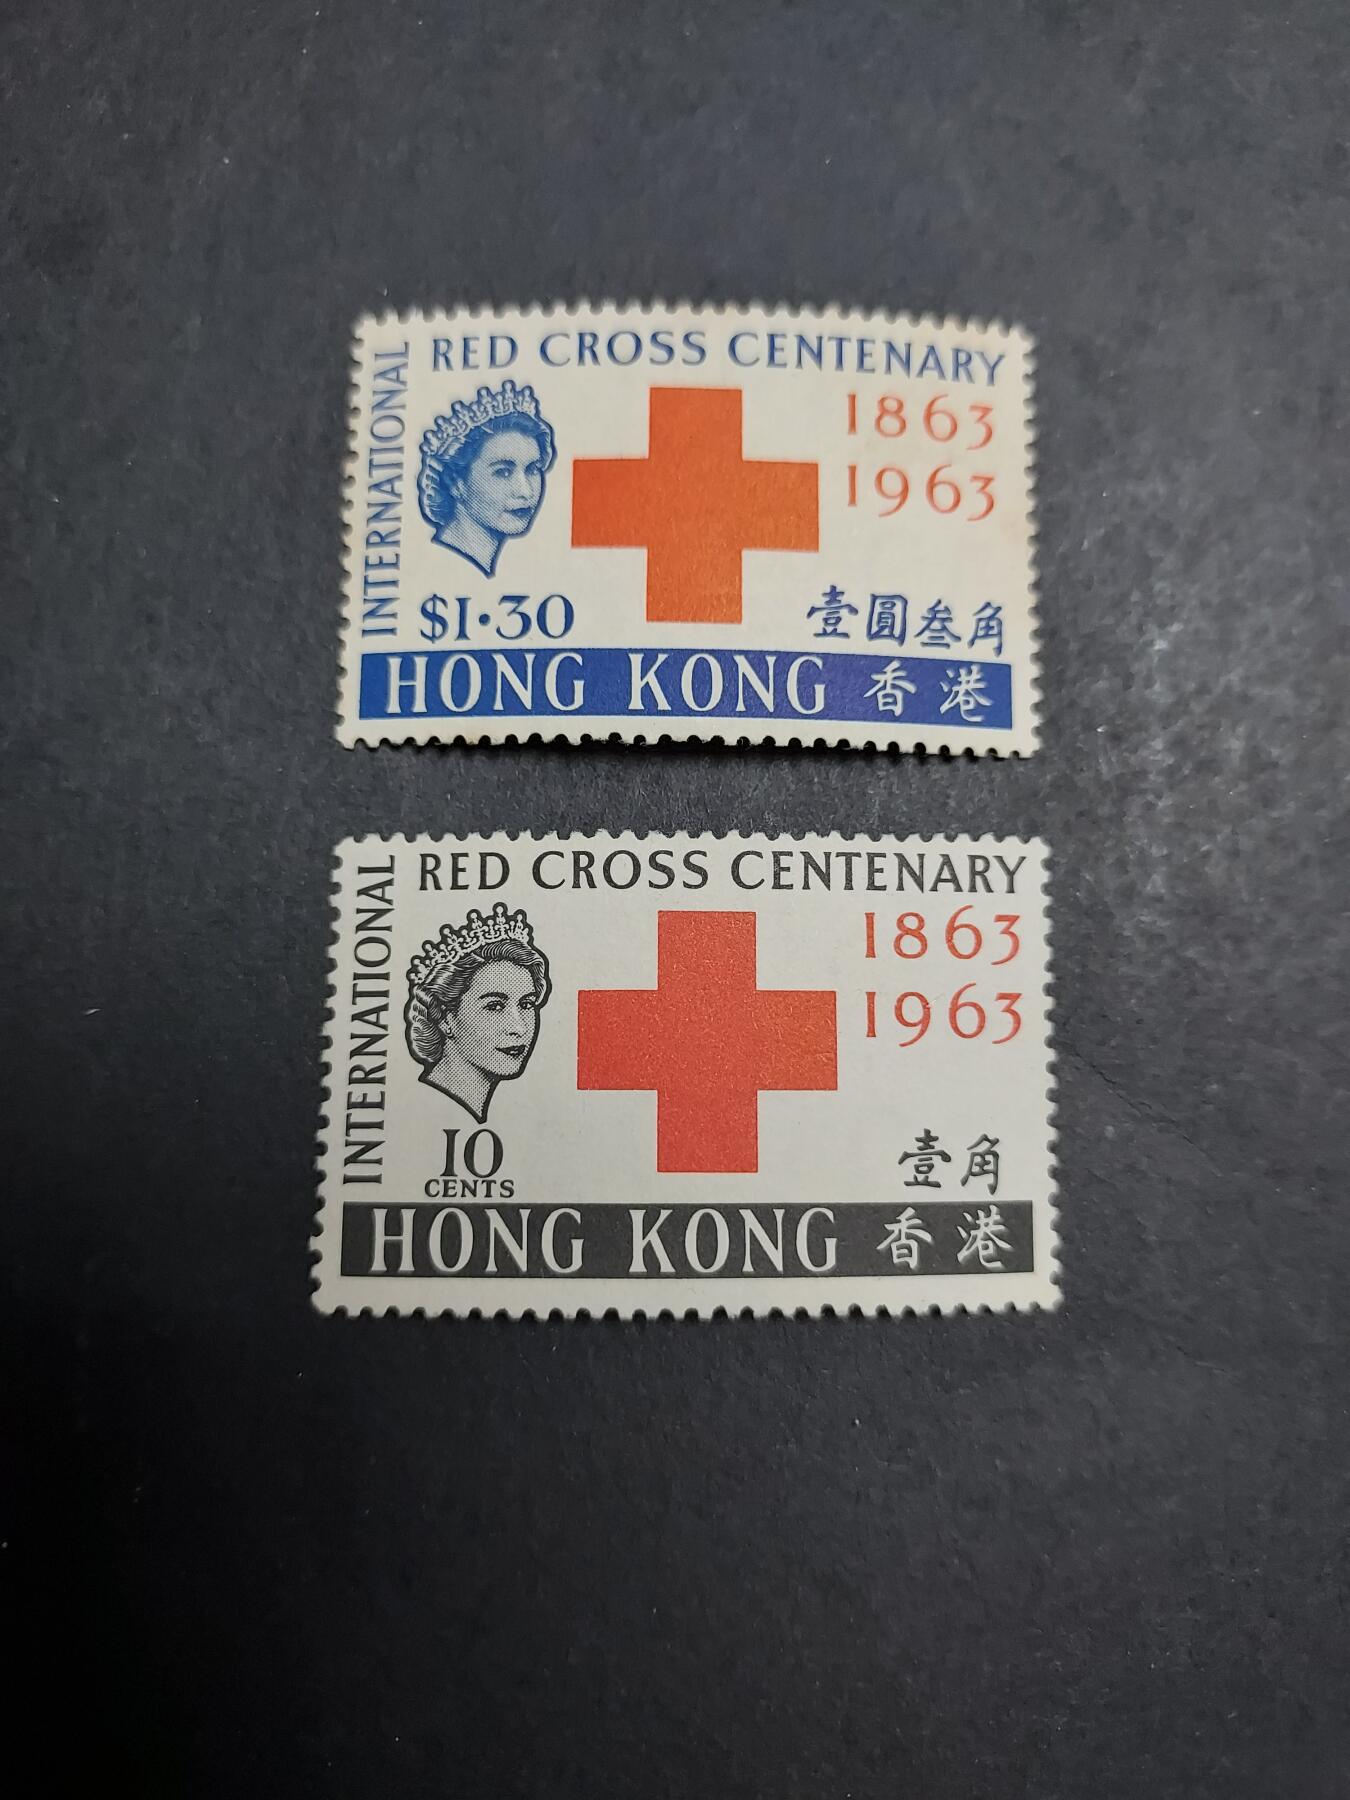 INTERNATIONAL
RED CROSS CENTENARY
1863
1963
$1·30
壹圓叁角
HONG KONG 香港
INTERNATIONAL
RED CROSS CENTENARY
1863
1963
10
CENTS
壹角
HONG KONG 香港